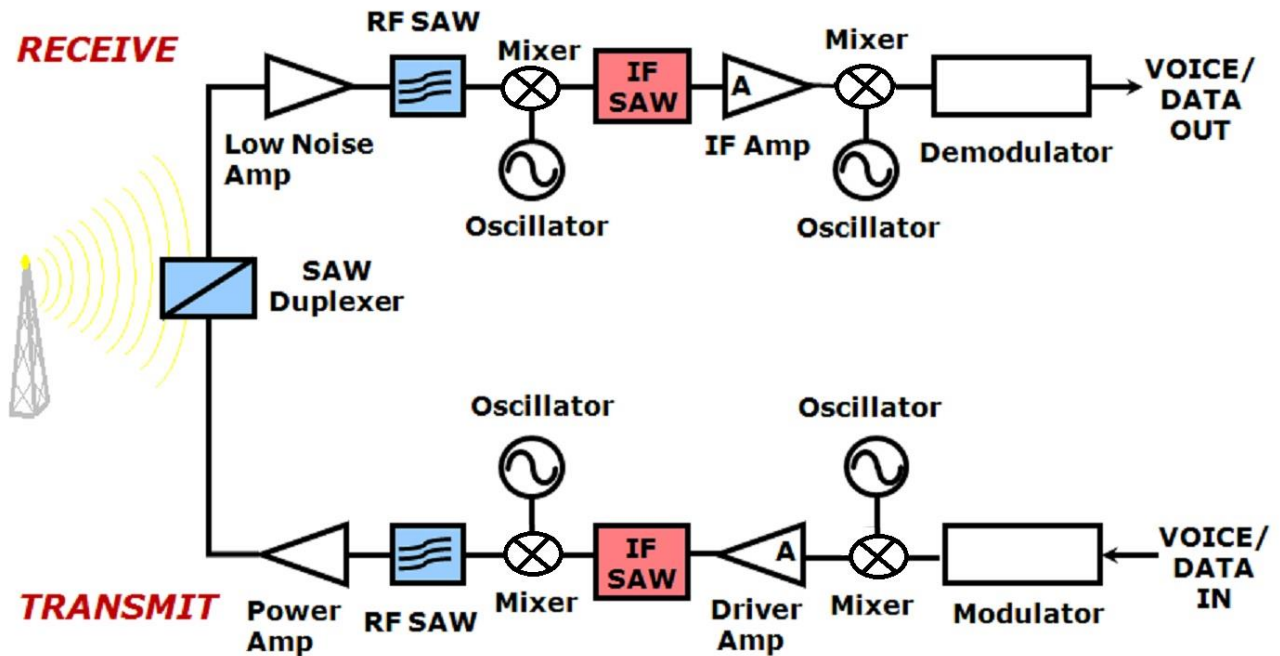 RECEIVE
RF SAW
Mixer
Mixer
IF
SAW
A
VOICE/
DATA
OUT
Low Noise
Amp
IF Amp
Demodulator
Oscillator
Oscillator
SAW
Duplexer
Oscillator
Oscillator
IF
SAW
A
VOICE/
DATA
IN
TRANSMIT
Power
Amp
RF SAW
Mixer
Driver
Amp
Mixer
Modulator